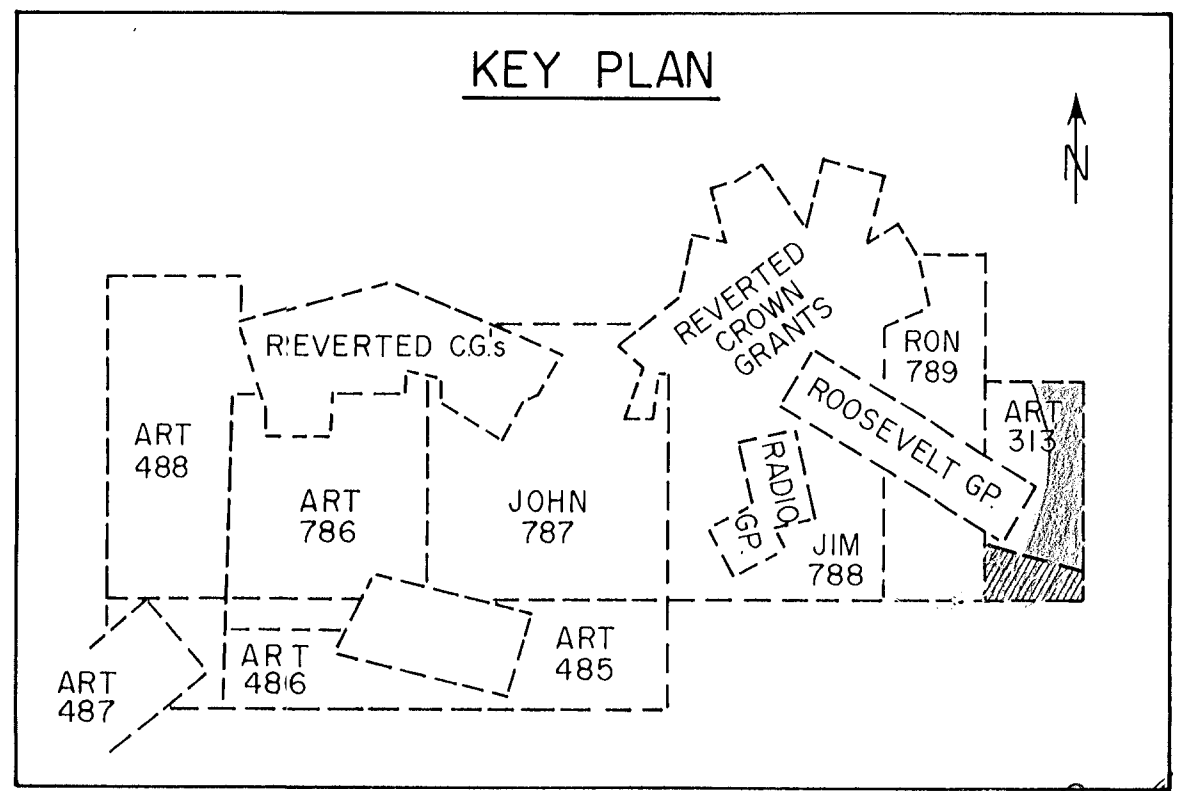 KEY PLAN
N
REVERTED
CROWN
GRANTS
REVERTED C.G.s
RON
789
ROOSEVELT GP.
ART
313
ART
488
ART
786
JOHN
787
RADIO
GP.
JIM
788
ART
485
ART
486
ART
487